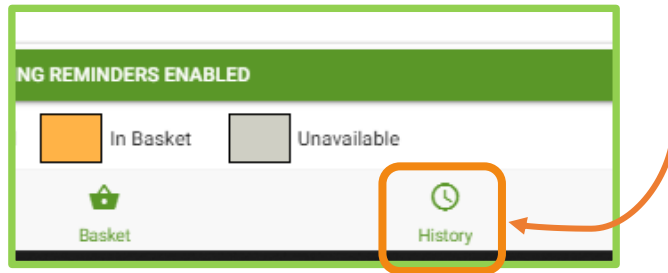 NG REMINDERS ENABLED
In Basket Unavailable
Basket History